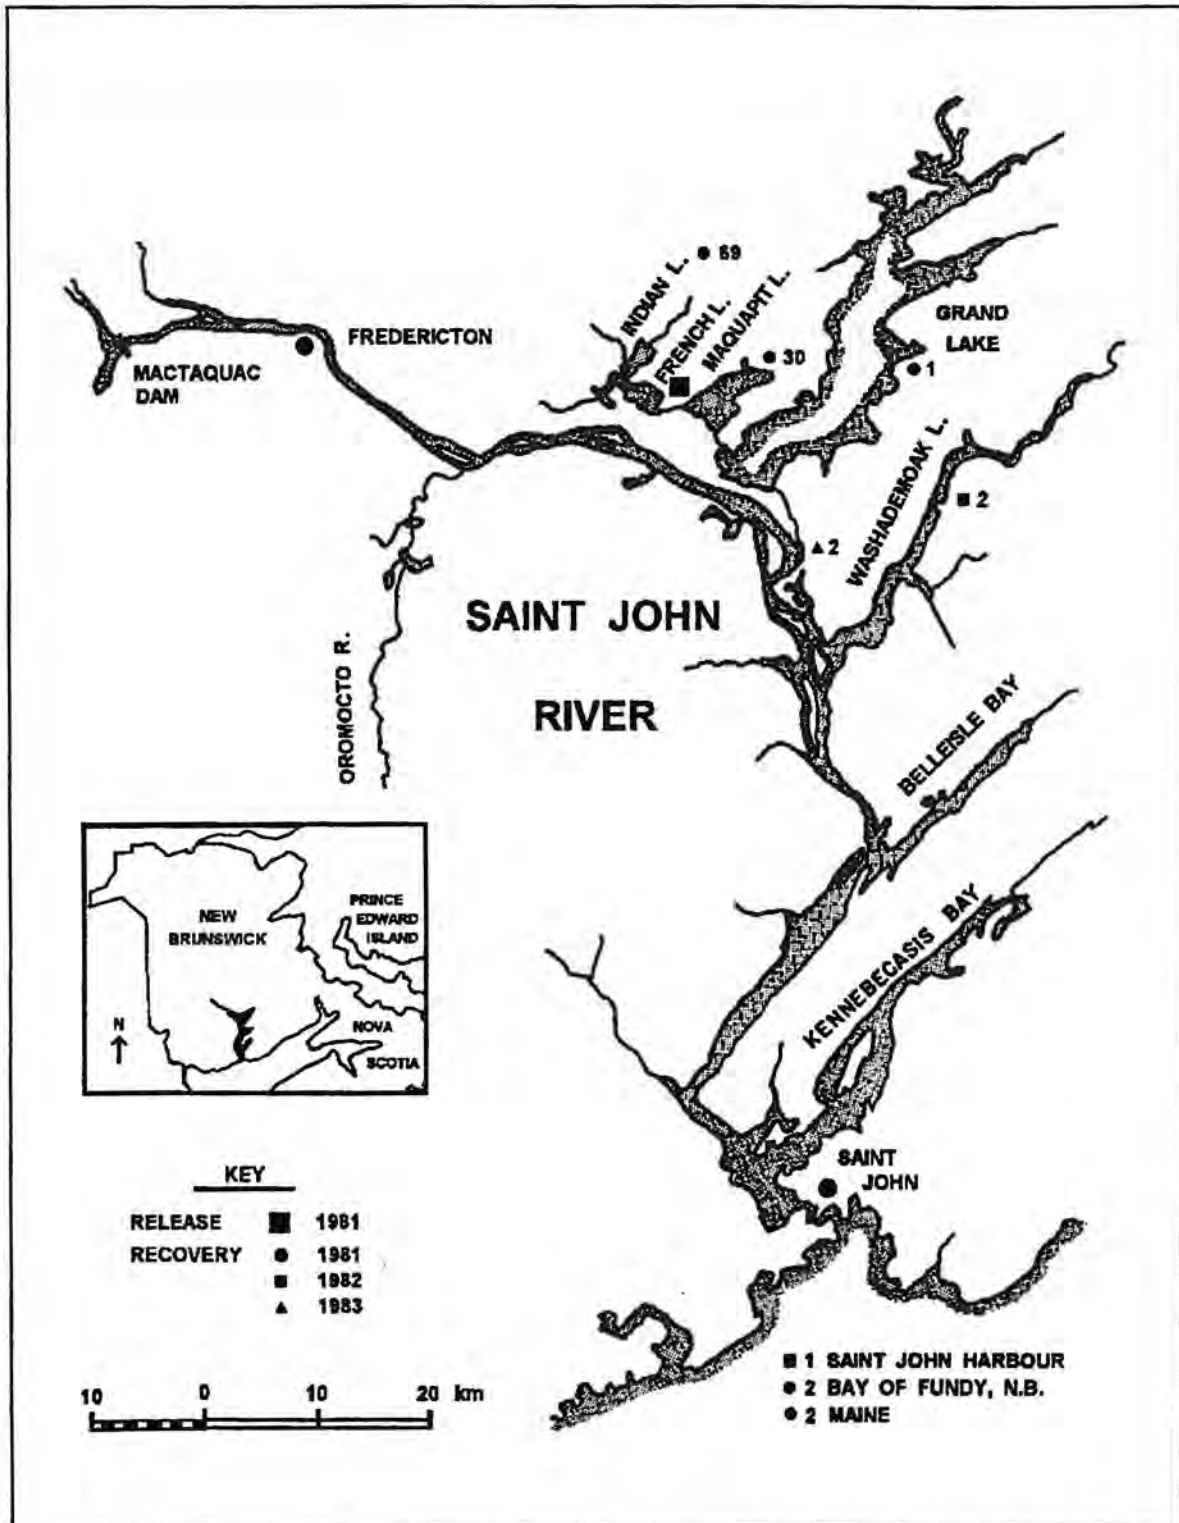 INDIAN L.
69
FRENCH L.
MAQUAPIT L.
30
GRAND
LAKE
1
FREDERICTON
MACTAQUAC
DAM
WASHADEMOAK L.
2
2
SAINT JOHN
RIVER
OROMOCTO R.
BELLEISLE BAY
KENNEBECASIS BAY
NEW
BRUNSWICK
PRINCE
EDWARD
ISLAND
N
NOVA
SCOTIA
SAINT
JOHN
KEY
RELEASE 1981
RECOVERY 1981
1982
1983
10 0 10 20 km
1 SAINT JOHN HARBOUR
2 BAY OF FUNDY, N.B.
2 MAINE